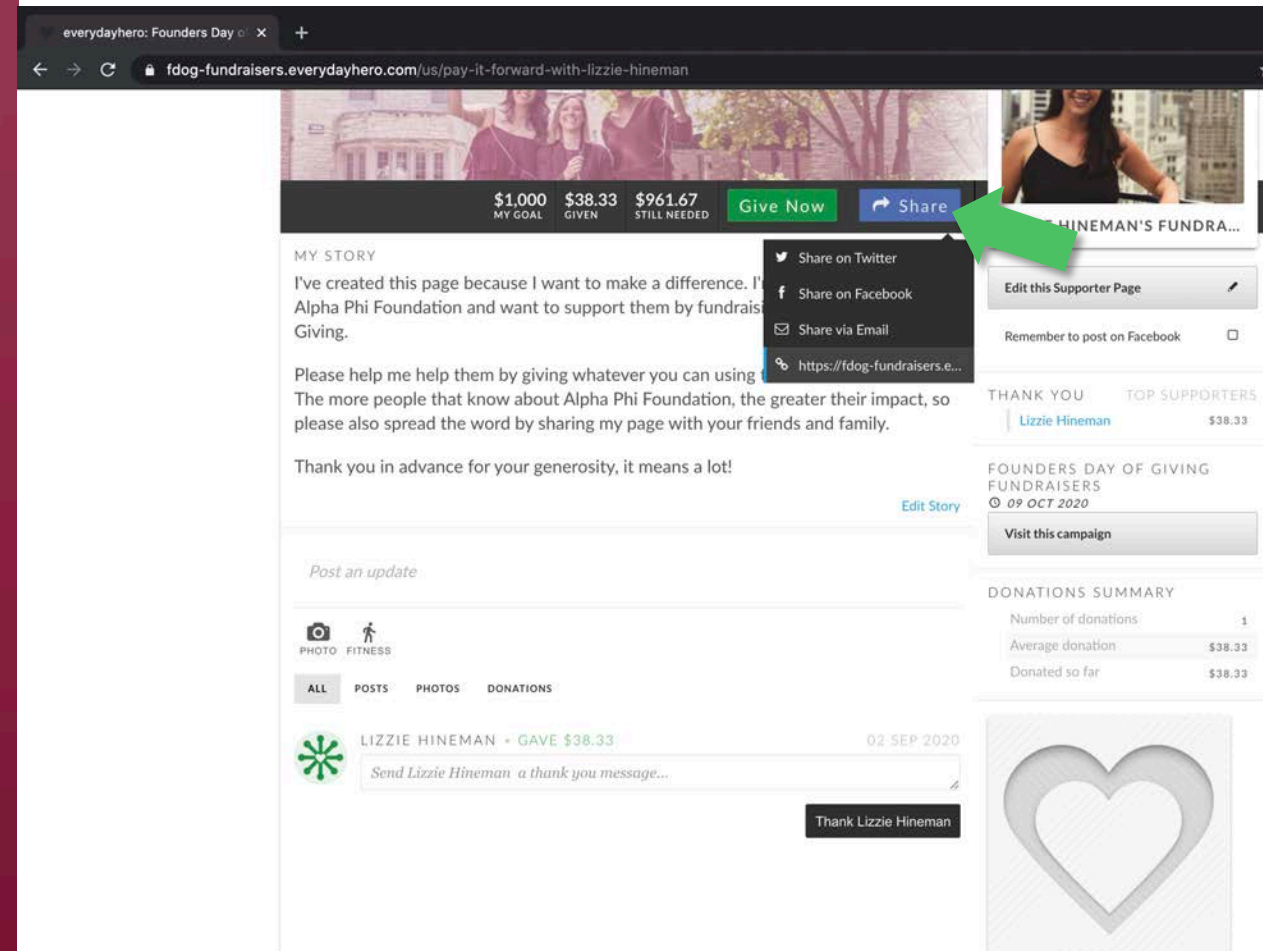 everydayhero: Founders Day o
fdog-fundraisers.everydayhero.com/us/pay-it-forward-with-lizzie-hineman
$1,000 $38.33 $961.67
MY GOAL GIVEN STILL NEEDED
Give Now
Share
Share on Twitter
Share on Facebook
Share via Email
https://fdog-fundraisers.e...
MY STORY
I've created this page because I want to make a difference.
Alpha Phi Foundation and want to support them by
Giving.
Please help me help them by giving whatever you can using
The more people that know about Alpha Phi Foundation, the greater their impact, so
please also spread the word by sharing my page with your friends and family.
Thank you in advance for your generosity, it means a lot!
Edit Story
Post an update
PHOTO FITNESS
ALL POSTS PHOTOS DONATIONS
LIZZIE HINEMAN • GAVE $38.33 02 SEP 2020
Send Lizzie Hineman a thank you message...
Thank Lizzie Hineman
HINEMAN'S FUNDRA...
Edit this Supporter Page
Remember to post on Facebook
THANK YOU TOP SUPPORTERS
Lizzie Hineman $38.33
FOUNDERS DAY OF GIVING
FUNDRAISERS
09 OCT 2020
Visit this campaign
DONATIONS SUMMARY
Number of donations 1
Average donation $38.33
Donated so far $38.33